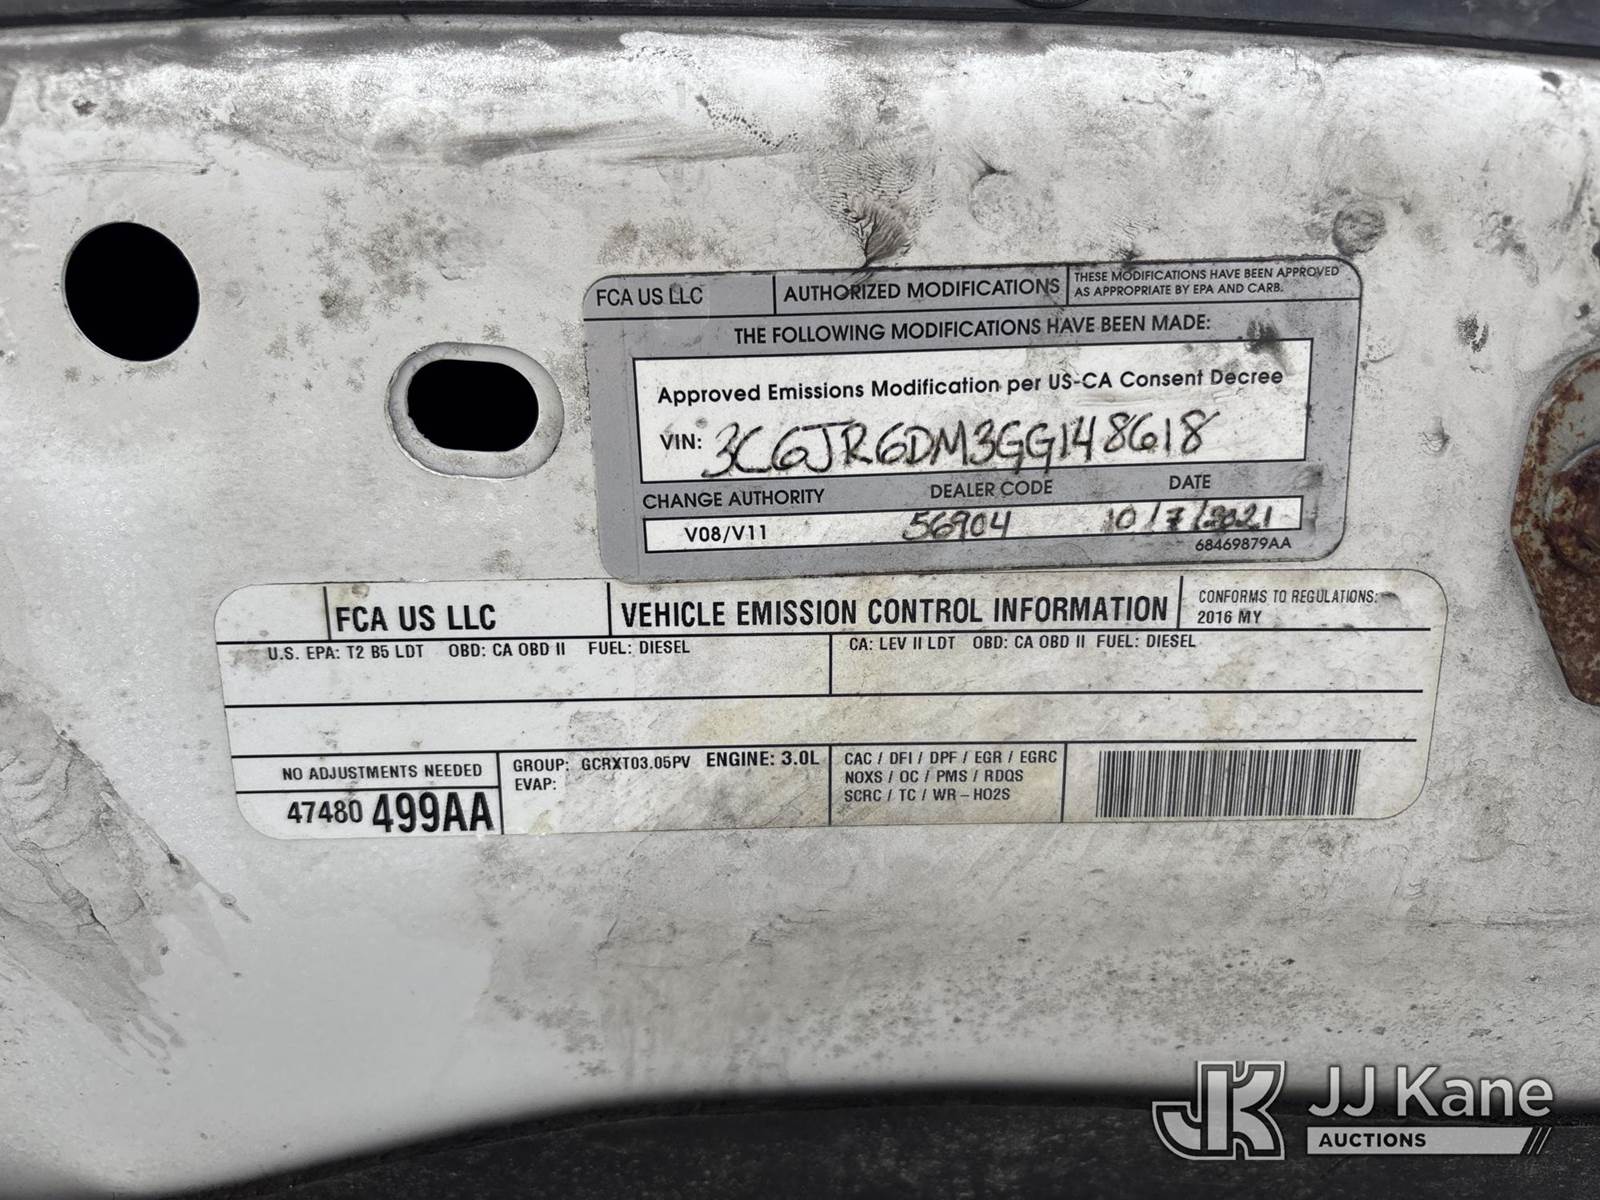 FCA US LLC AUTHORIZED MODIFICATIONS THESE MODIFICATIONS HAVE BEEN APPROVED
AS APPROPRIATE BY EPA AND CARB.
THE FOLLOWING MODIFICATIONS HAVE BEEN MADE:
Approved Emissions Modification per US-CA Consent Decree
VIN: 3C6JR6DM3GG148618
CHANGE AUTHORITY DEALER CODE DATE
V08/V11 56904 10/7/2021
68469879AA
FCA US LLC VEHICLE EMISSION CONTROL INFORMATION CONFORMS TO REGULATIONS:
2016 MY
U.S. EPA: T2 B5 LDT OBD: CA OBD II FUEL: DIESEL CA: LEV II LDT OBD: CA OBD II FUEL: DIESEL
NO ADJUSTMENTS NEEDED
47480 499AA
GROUP: GCRXT03.05PV ENGINE: 3.0L
EVAP:
CAC / DFI / DPF / EGR / EGRC
NOXS / OC / PMS / RDQS
SCRC / TC / WR-HO2S
JK JJ Kane
AUCTIONS